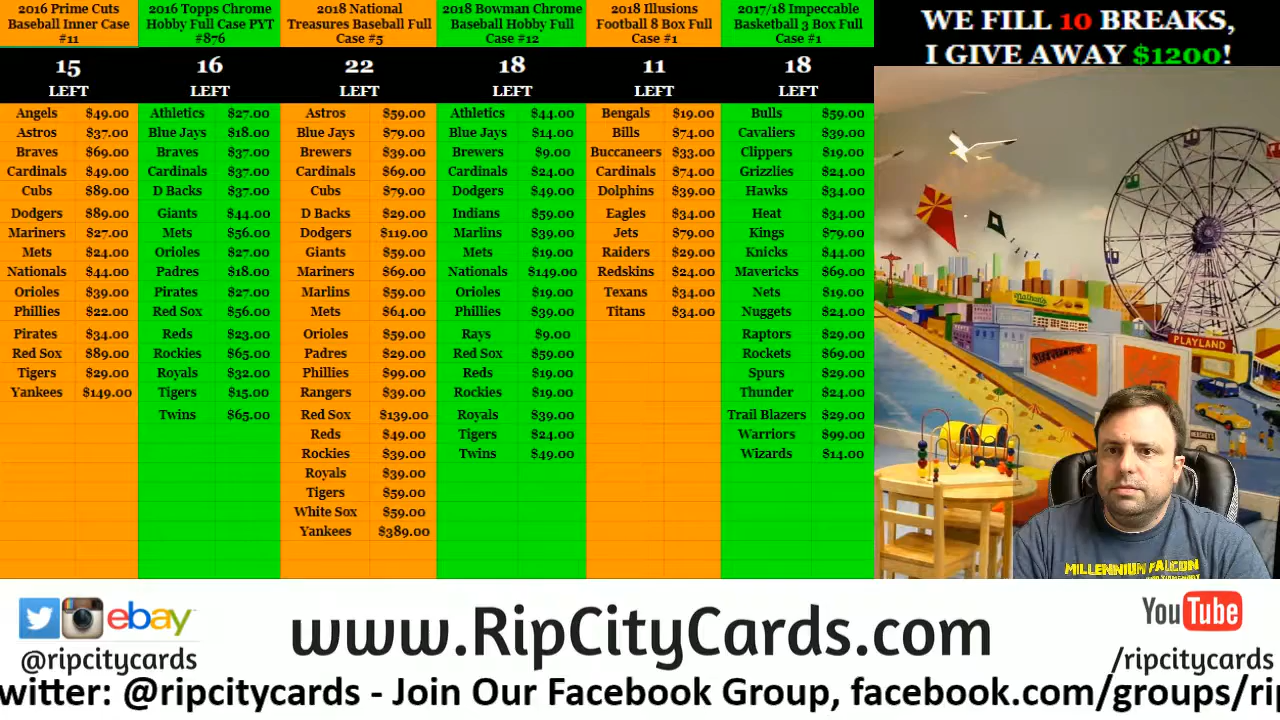 2016 Prime Cuts
Baseball Inner Case
#11
15
LEFT
Angels $49.00
Astros $37.00
Braves $69.00
Cardinals $49.00
Cubs $89.00
Dodgers $89.00
Mariners $27.00
Mets $24.00
Nationals $44.00
Orioles $39.00
Phillies $22.00
Pirates $34.00
Red Sox $89.00
Tigers $29.00
Yankees $149.00
2016 Topps Chrome
Hobby Full Case PYT
#876
16
LEFT
Athletics $27.00
Blue Jays $18.00
Braves $37.00
Cardinals $37.00
D Backs $37.00
Giants $44.00
Mets $56.00
Orioles $27.00
Padres $18.00
Pirates $27.00
Red Sox $56.00
Reds $23.00
Rockies $65.00
Royals $32.00
Tigers $15.00
Twins $65.00
2018 National
Treasures Baseball Full
Case #5
22
LEFT
Astros $59.00
Blue Jays $79.00
Brewers $39.00
Cardinals $69.00
Cubs $79.00
D Backs $29.00
Dodgers $119.00
Giants $59.00
Mariners $69.00
Marlins $59.00
Mets $64.00
Orioles $59.00
Padres $29.00
Phillies $99.00
Rangers $39.00
Red Sox $139.00
Reds $49.00
Rockies $39.00
Royals $39.00
Tigers $59.00
White Sox $59.00
Yankees $389.00
2018 Bowman Chrome
Baseball Hobby Full
Case #12
18
LEFT
Athletics $44.00
Blue Jays $14.00
Brewers $9.00
Cardinals $24.00
Dodgers $49.00
Indians $59.00
Marlins $39.00
Mets $19.00
Nationals $149.00
Orioles $19.00
Phillies $39.00
Rays $9.00
Red Sox $59.00
Reds $19.00
Rockies $19.00
Royals $39.00
Tigers $24.00
Twins $49.00
2018 Illusions
Football 8 Box Full
Case #1
11
LEFT
Bengals $19.00
Bills $74.00
Buccaneers $33.00
Cardinals $74.00
Dolphins $39.00
Eagles $34.00
Jets $79.00
Raiders $29.00
Redskins $24.00
Texans $34.00
Titans $34.00
2017/18 Impeccable
Basketball 3 Box Full
Case #1
18
LEFT
Bulls $59.00
Cavaliers $39.00
Clippers $19.00
Grizzlies $24.00
Hawks $34.00
Heat $34.00
Kings $79.00
Knicks $44.00
Mavericks $69.00
Nets $19.00
Nuggets $24.00
Raptors $29.00
Rockets $69.00
Spurs $29.00
Thunder $24.00
Trail Blazers $29.00
Warriors $99.00
Wizards $14.00
WE FILL 10 BREAKS,
I GIVE AWAY $1200!
PLAYLAND
MILLENNIUM FALCON
ebay
@ripcitycards
www.RipCityCards.com
YouTube
/ripcitycards
witter: @ripcitycards - Join Our Facebook Group, facebook.com/groups/rip